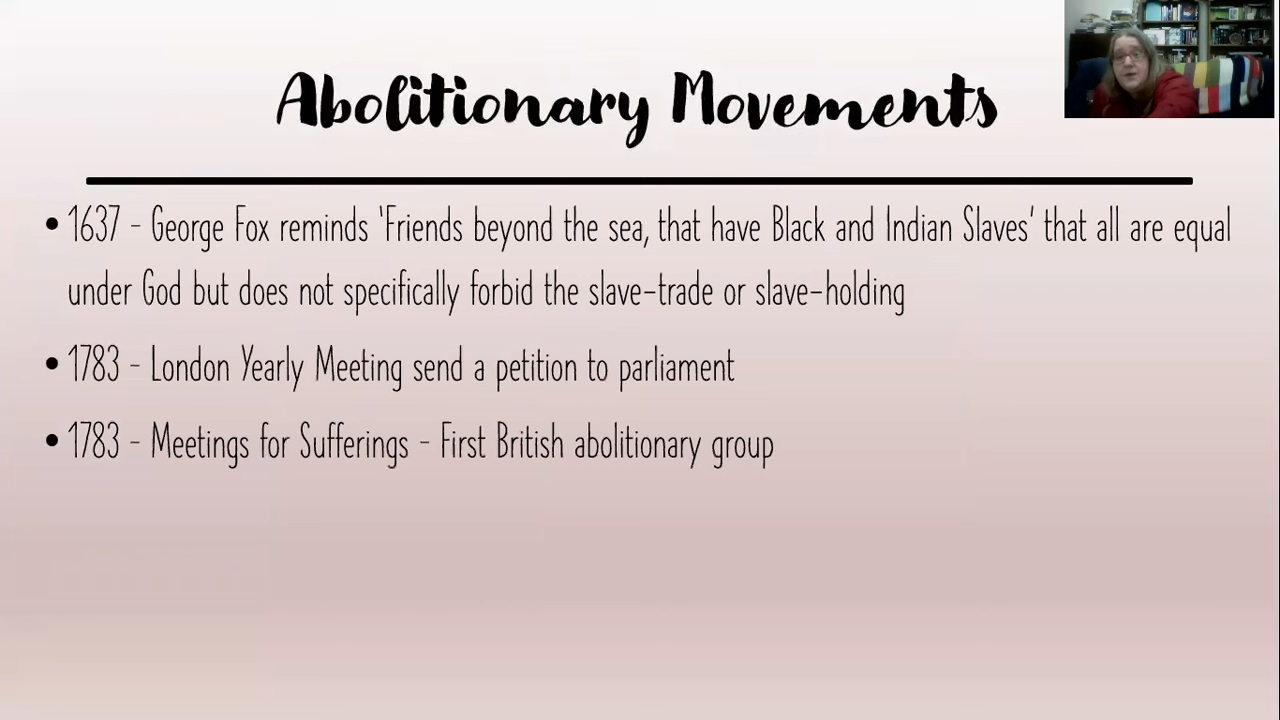 Abolitionary Movements
• 1637 - George Fox reminds 'Friends beyond the sea, that have Black and Indian Slaves' that all are equal
under God but does not specifically forbid the slave-trade or slave-holding
• 1783 - London Yearly Meeting send a petition to parliament
• 1783 - Meetings for Sufferings - First British abolitionary group